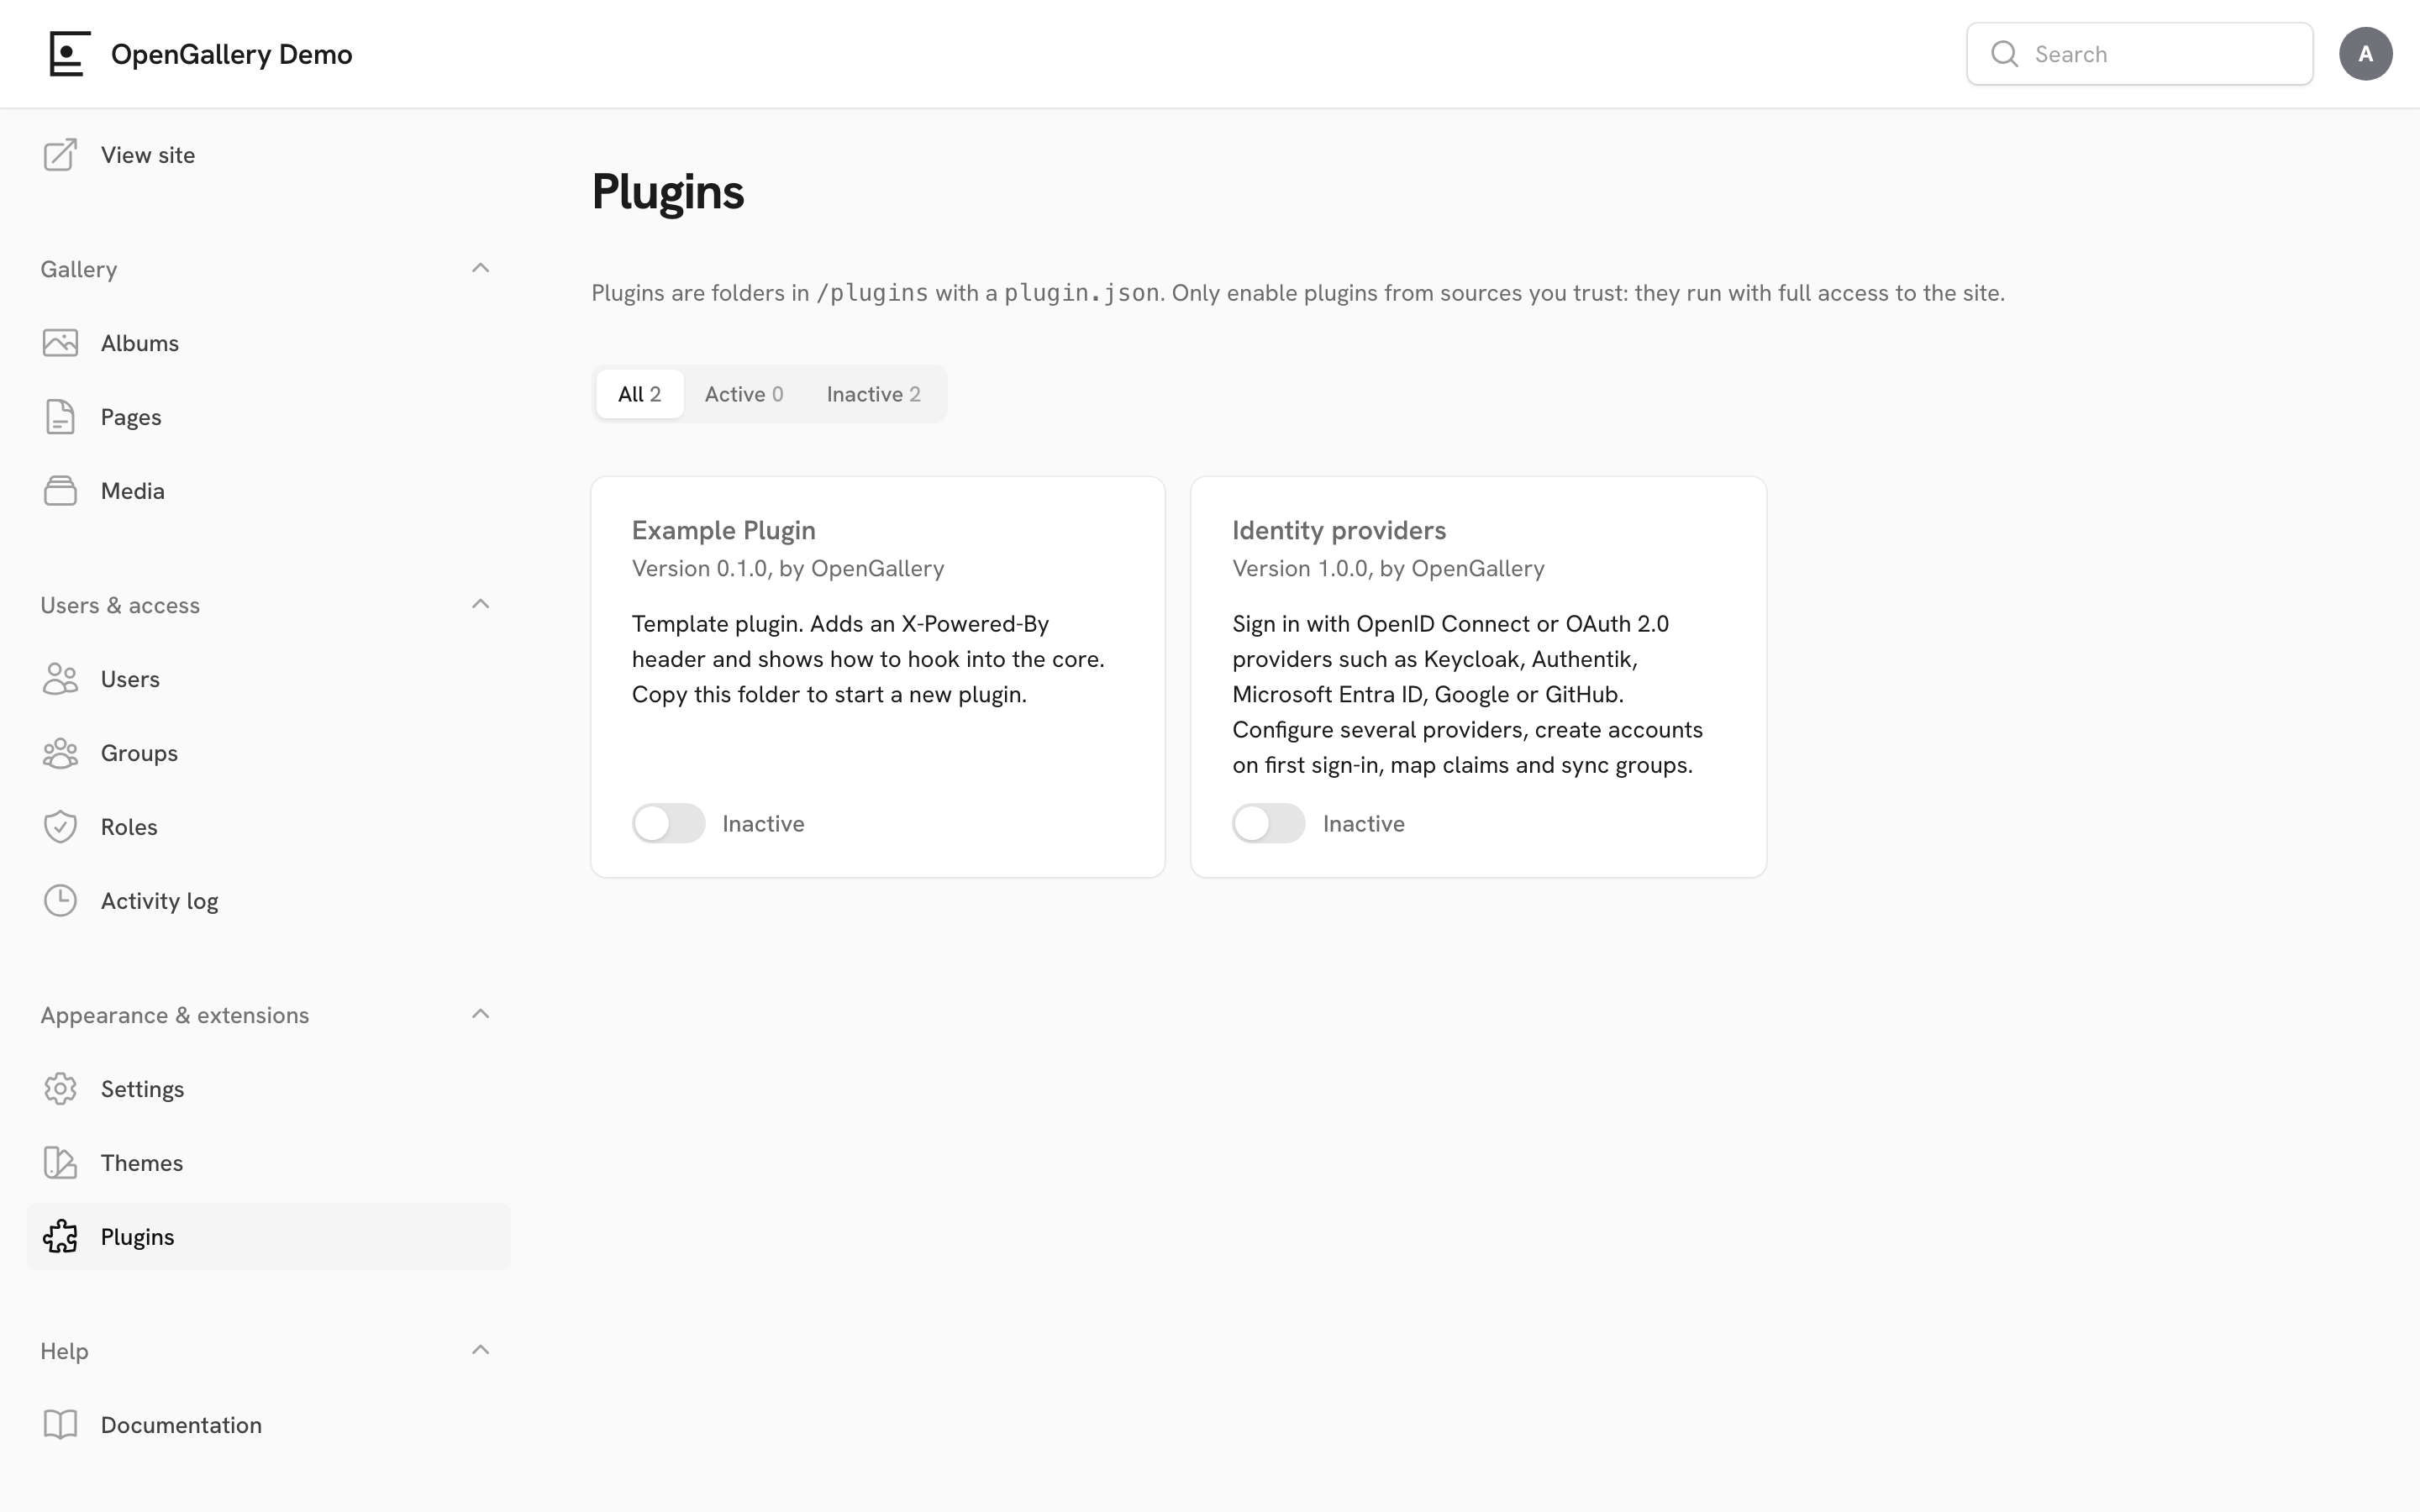 OpenGallery Demo
Search
A
View site
Gallery
Albums
Pages
Media
Users & access
Users
Groups
Roles
Activity log
Appearance & extensions
Settings
Themes
Plugins
Help
Documentation
Plugins
Plugins are folders in /plugins with a plugin.json. Only enable plugins from sources you trust: they run with full access to the site.
All 2 Active 0 Inactive 2
Example Plugin
Version 0.1.0, by OpenGallery
Template plugin. Adds an X-Powered-By
header and shows how to hook into the core.
Copy this folder to start a new plugin.
Inactive
Identity providers
Version 1.0.0, by OpenGallery
Sign in with OpenID Connect or OAuth 2.0
providers such as Keycloak, Authentik,
Microsoft Entra ID, Google or GitHub.
Configure several providers, create accounts
on first sign-in, map claims and sync groups.
Inactive